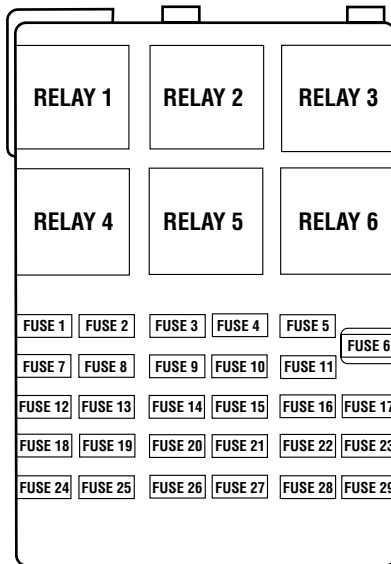 RELAY 1 RELAY 2 RELAY 3
RELAY 4 RELAY 5 RELAY 6
FUSE 1 FUSE 2 FUSE 3 FUSE 4 FUSE 5
FUSE 6
FUSE 7 FUSE 8 FUSE 9 FUSE 10 FUSE 11
FUSE 12 FUSE 13 FUSE 14 FUSE 15 FUSE 16 FUSE 17
FUSE 18 FUSE 19 FUSE 20 FUSE 21 FUSE 22 FUSE 23
FUSE 24 FUSE 25 FUSE 26 FUSE 27 FUSE 28 FUSE 29